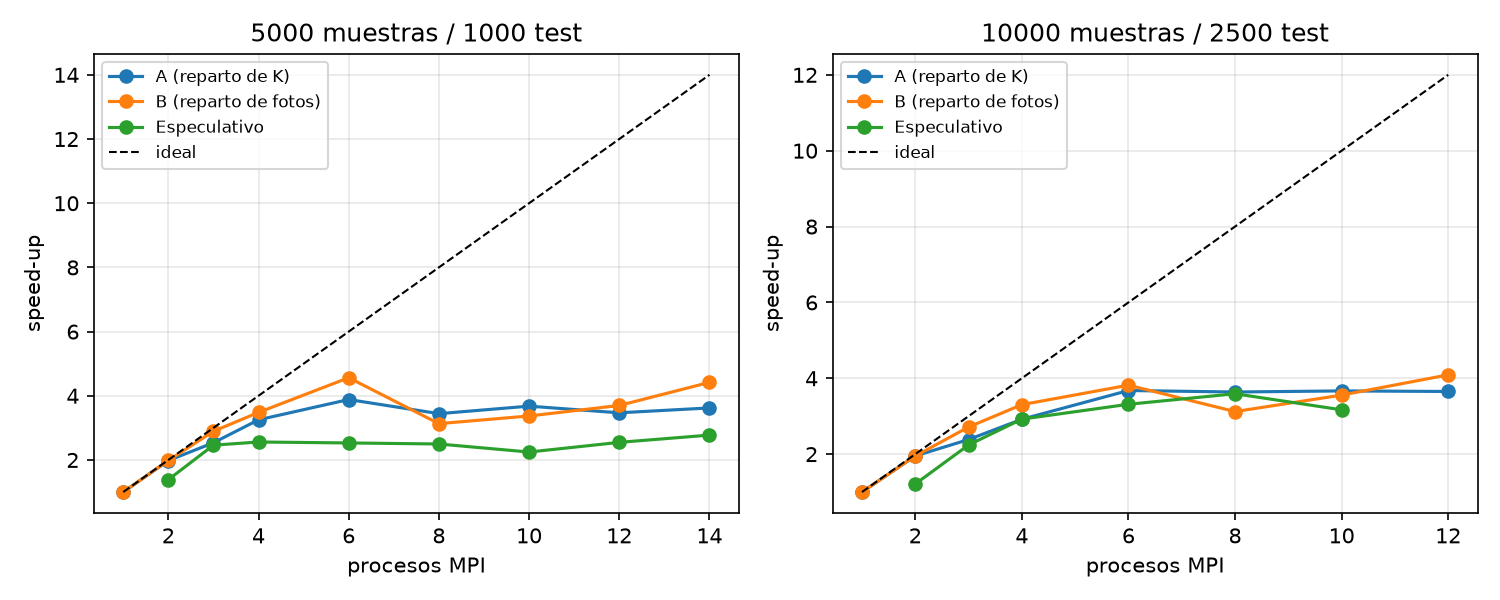 5000 muestras / 1000 test
A (reparto de K)
B (reparto de fotos)
Especulativo
ideal
speed-up
14
12
10
8
6
4
2
2 4 6 8 10 12 14
procesos MPI
10000 muestras / 2500 test
A (reparto de K)
B (reparto de fotos)
Especulativo
ideal
speed-up
12
10
8
6
4
2
2 4 6 8 10 12
procesos MPI